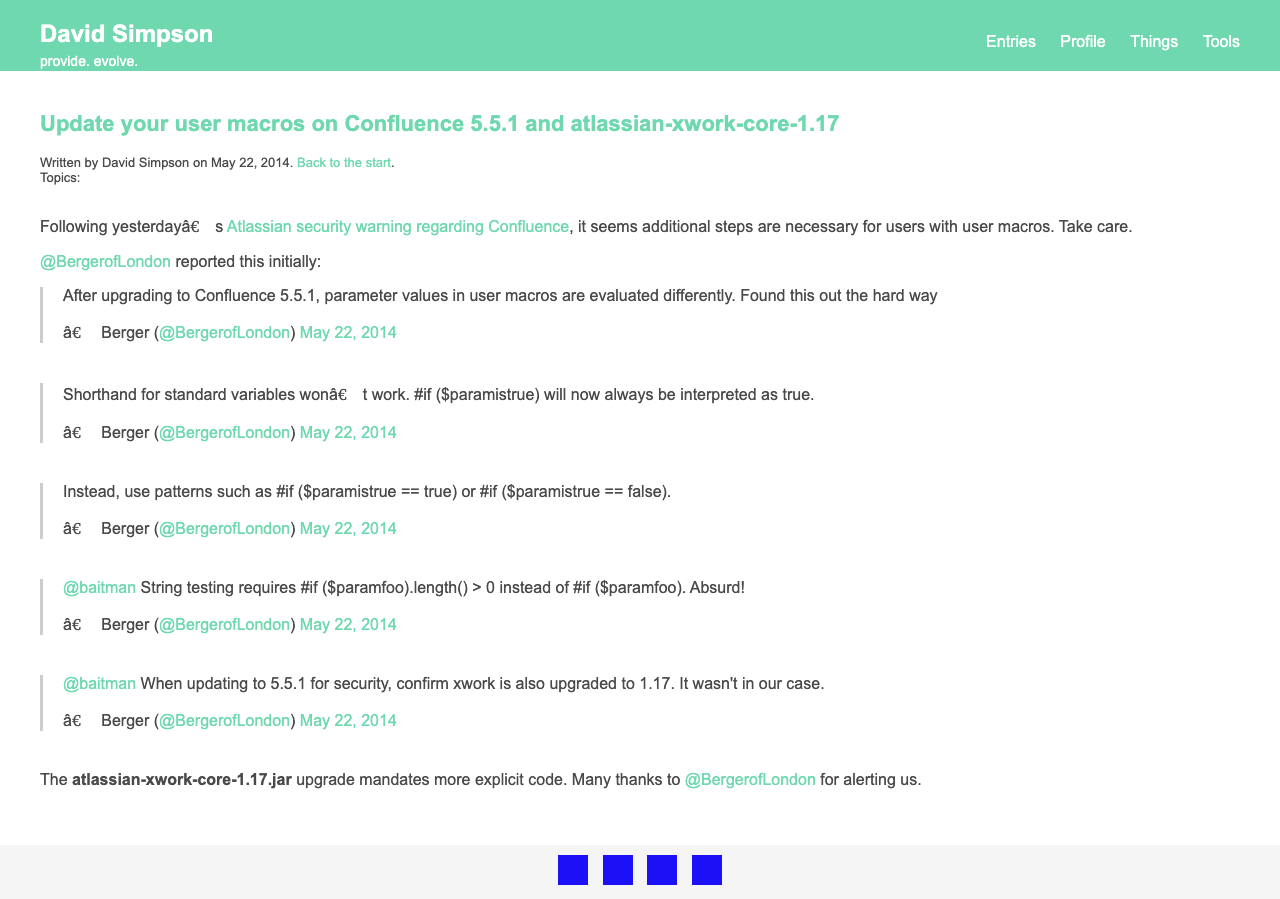 David Simpson
provide. evolve.
Entries Profile Things Tools
Update your user macros on Confluence 5.5.1 and atlassian-xwork-core-1.17
Written by David Simpson on May 22, 2014. Back to the start.
Topics:
Following yesterdayâ€ s Atlassian security warning regarding Confluence, it seems additional steps are necessary for users with user macros. Take care.
@BergerofLondon reported this initially:
After upgrading to Confluence 5.5.1, parameter values in user macros are evaluated differently. Found this out the hard way
â€ Berger (@BergerofLondon) May 22, 2014
Shorthand for standard variables wonâ€ t work. #if ($paramistrue) will now always be interpreted as true.
â€ Berger (@BergerofLondon) May 22, 2014
Instead, use patterns such as #if ($paramistrue == true) or #if ($paramistrue == false).
â€ Berger (@BergerofLondon) May 22, 2014
@baitman String testing requires #if ($paramfoo).length() > 0 instead of #if ($paramfoo). Absurd!
â€ Berger (@BergerofLondon) May 22, 2014
@baitman When updating to 5.5.1 for security, confirm xwork is also upgraded to 1.17. It wasn't in our case.
â€ Berger (@BergerofLondon) May 22, 2014
The atlassian-xwork-core-1.17.jar upgrade mandates more explicit code. Many thanks to @BergerofLondon for alerting us.